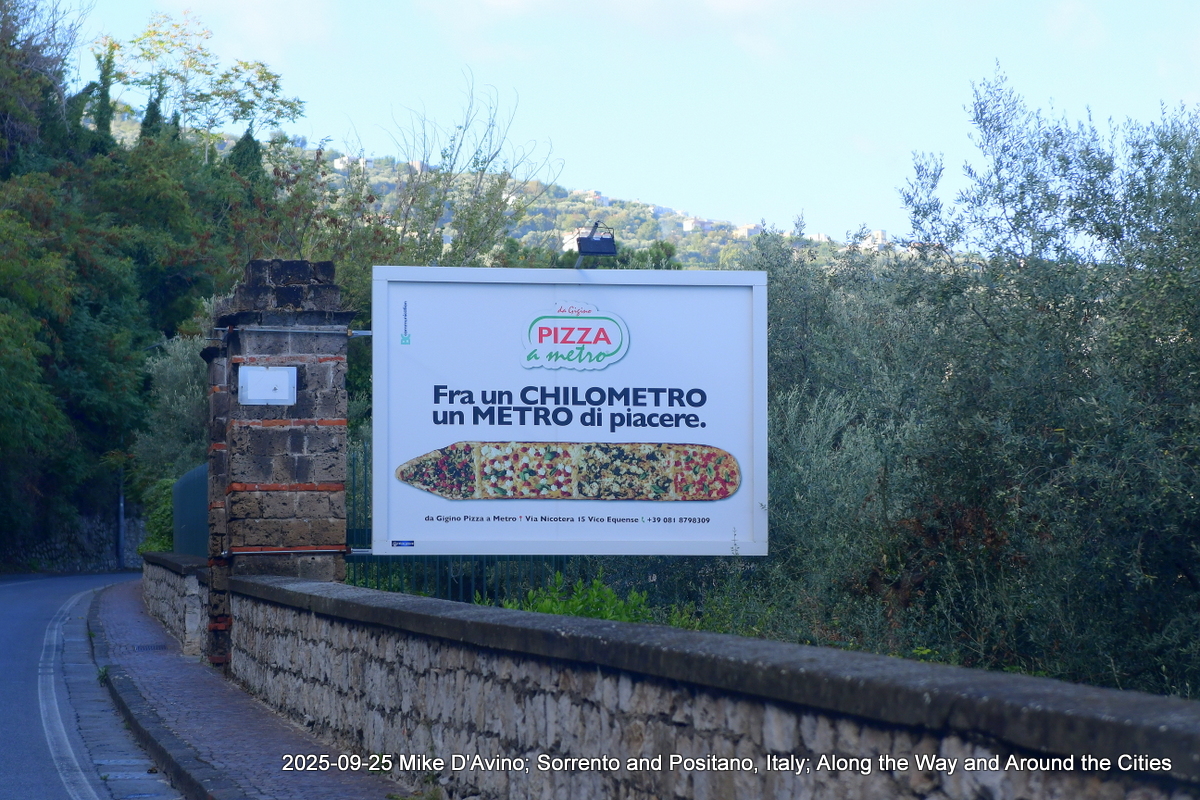 da Gigino
PIZZA
a metro
Fra un CHILOMETRO
un METRO di piacere.
da Gigino Pizza a Metro Via Nicotera 15 Vico Equense +39 081 8798309
2025-09-25 Mike D'Avino; Sorrento and Positano, Italy; Along the Way and Around the Cities